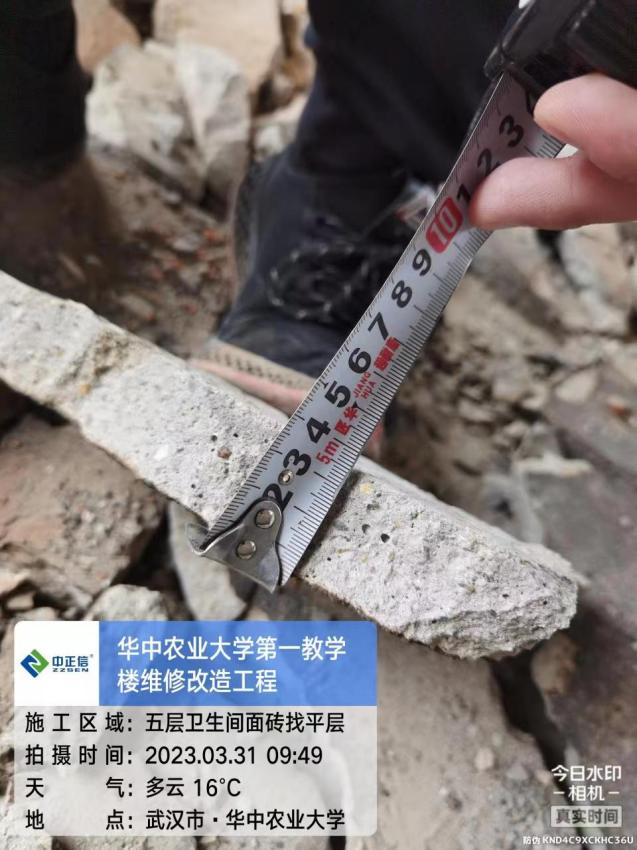 2 3 4 5 6 7 8 9 10 1 2 3
5m
JIANG
HUA
中正信
ZZSEN
华中农业大学第一教学
楼维修改造工程
施工区域：五层卫生间面砖找平层
拍摄时间：2023.03.31 09:49
天气：多云 16°C
地点：武汉市·华中农业大学
今日水印
相机
真实时间
防伪 KND4C9XCKHC36U